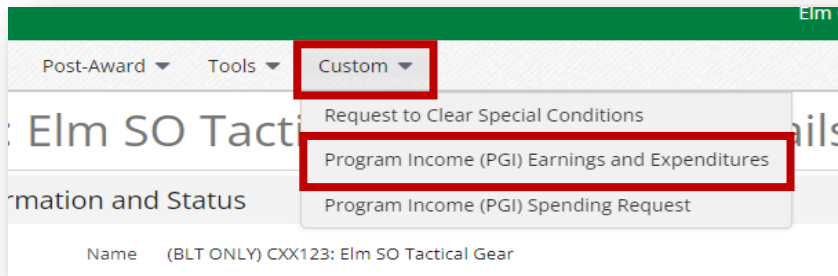 Elm
Post-Award Tools Custom
Request to Clear Special Conditions
: Elm SO Tact
Program Income (PGI) Earnings and Expenditures
rmation and Status
Program Income (PGI) Spending Request
Name (BLT ONLY) CXX123: Elm SO Tactical Gear